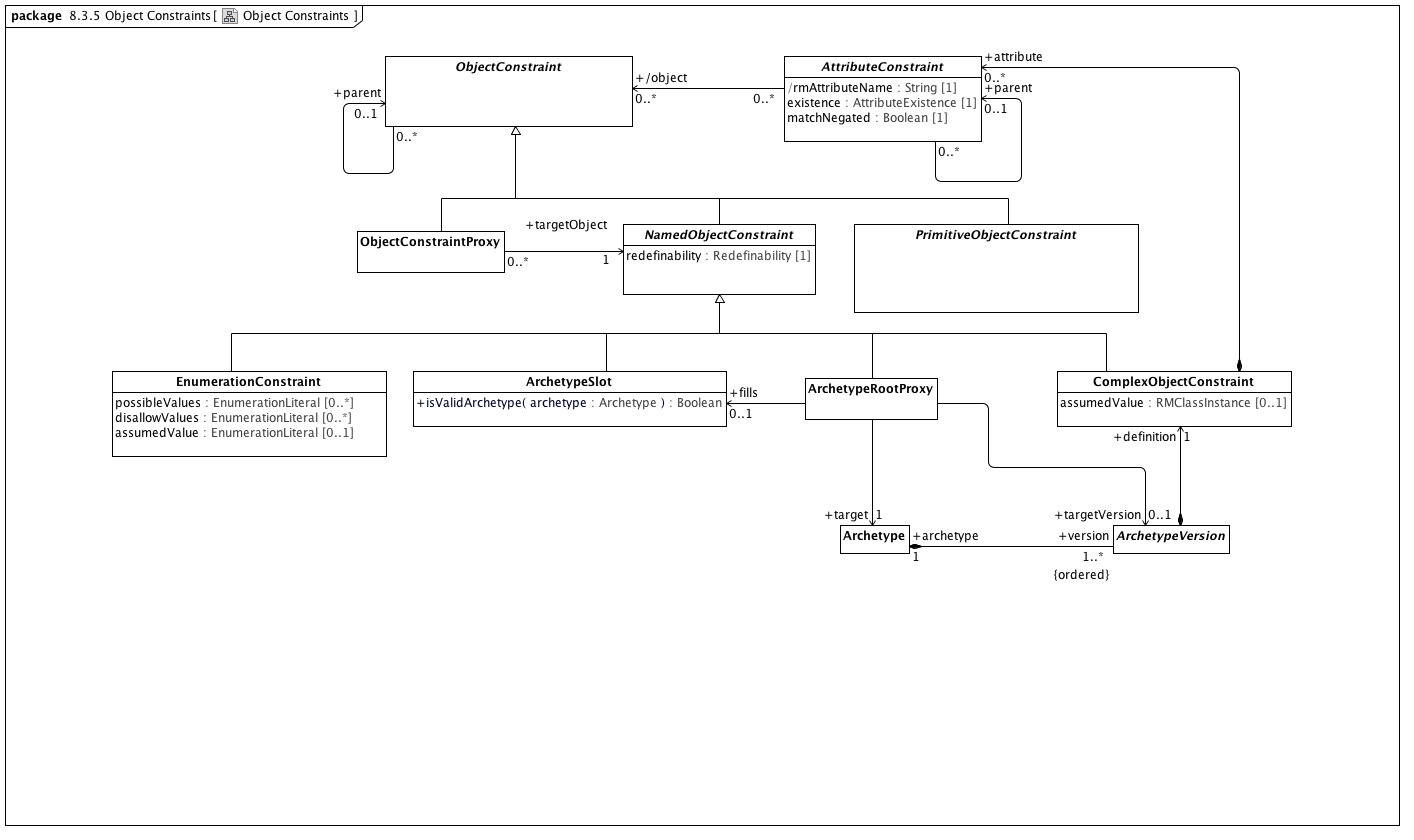 package 8.3.5 Object Constraints [ Object Constraints ]
+attribute
0..*
ObjectConstraint
+/object
0..*
0..*
AttributeConstraint
/rmAttributeName : String [1]
existence : AttributeExistence [1]
matchNegated : Boolean [1]
+parent
0..1
0..*
+parent
0..1
0..*
ObjectConstraintProxy
+targetObject
0..*
1
NamedObjectConstraint
redefinability : Redefinability [1]
PrimitiveObjectConstraint
EnumerationConstraint
possibleValues : EnumerationLiteral [0..*]
disallowValues : EnumerationLiteral [0..*]
assumedValue : EnumerationLiteral [0..1]
ArchetypeSlot
+isValidArchetype( archetype : Archetype ) : Boolean
+fills
0..1
ArchetypeRootProxy
ComplexObjectConstraint
assumedValue : RMClassInstance [0..1]
+definition 1
+target 1
+targetVersion 0..1
Archetype
+archetype
1
+version
1..*
{ordered}
ArchetypeVersion